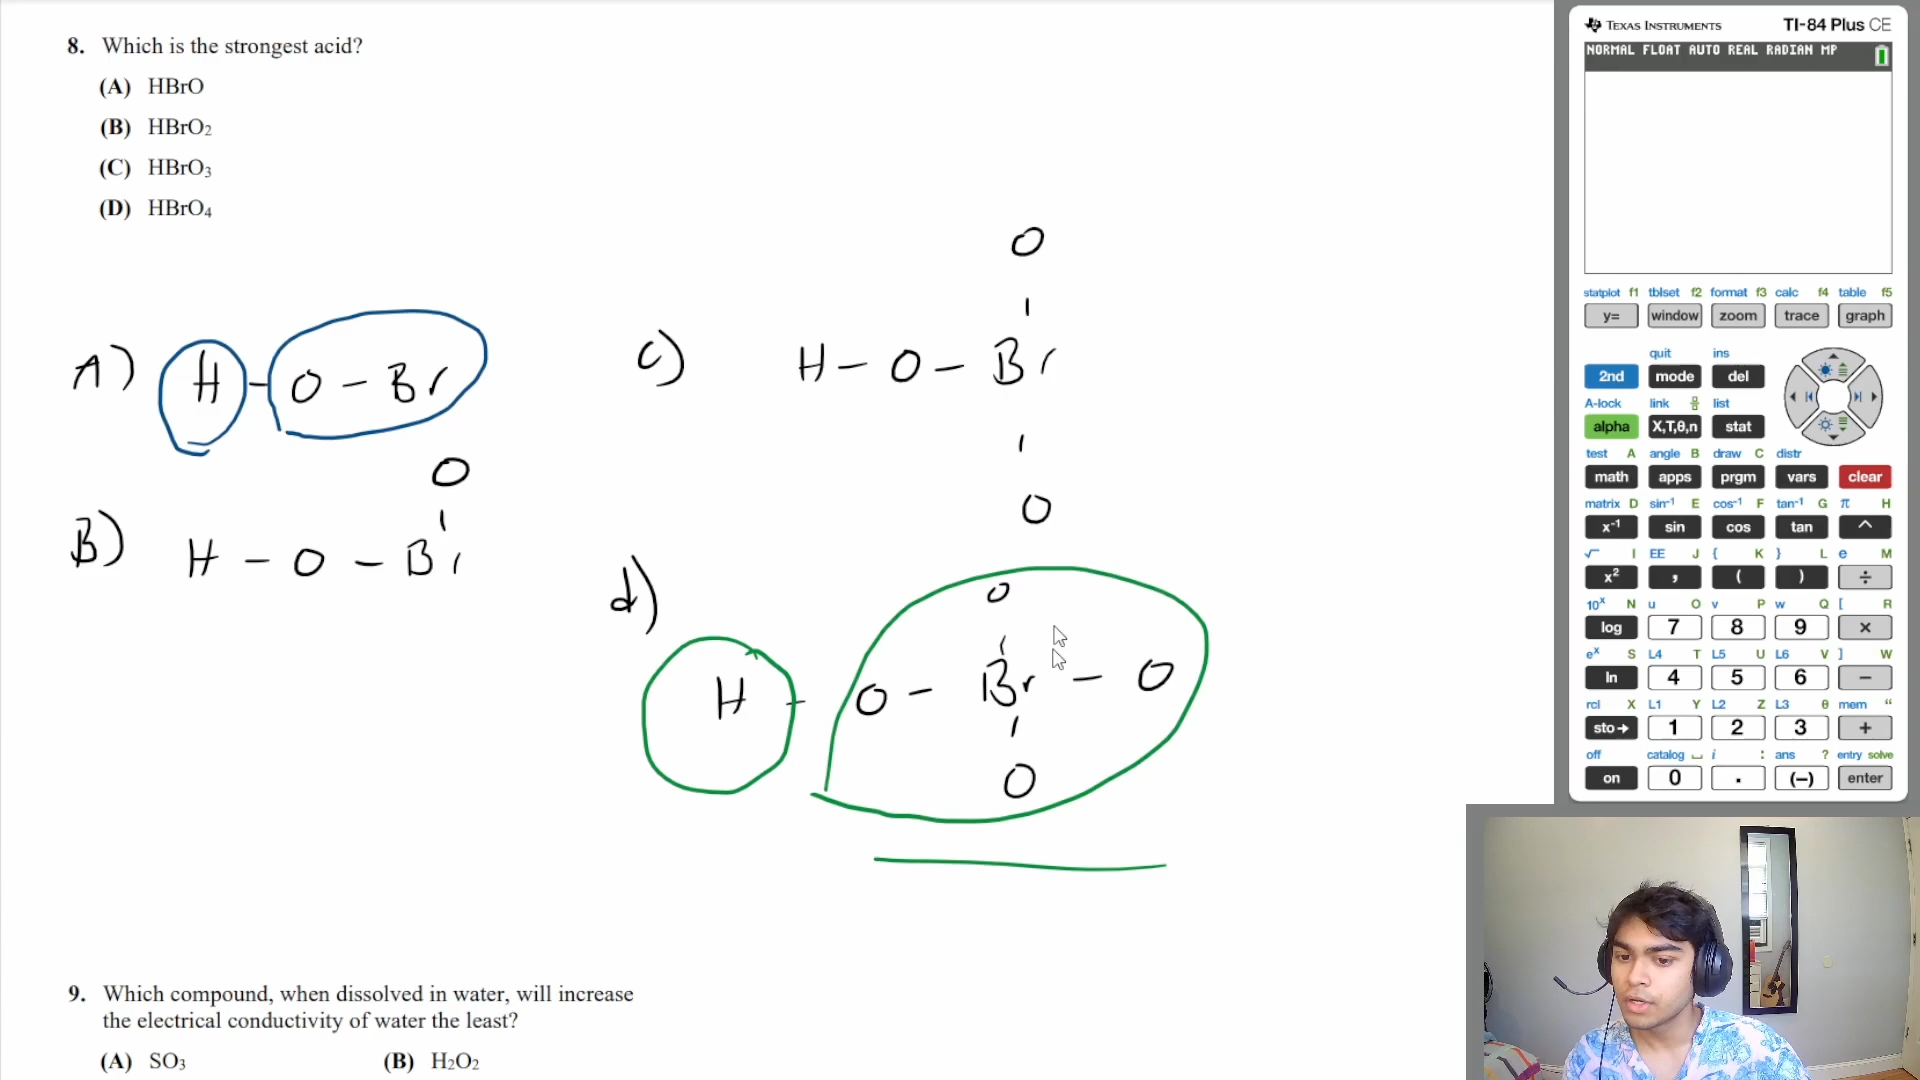 8. Which is the strongest acid?
(A) HBrO
(B) HBrO2
(C) HBrO3
(D) HBrO4
A) H - O - Br
O
B) H - O - Br
O
C) H - O - Br
O
O
d) H - O - Br - O
O
9. Which compound, when dissolved in water, will increase
the electrical conductivity of water the least?
(A) SO3 (B) H2O2
TEXAS INSTRUMENTS TI-84 Plus CE
NORMAL FLOAT AUTO REAL RADIAN MP
statplot f1 tblset f2 format f3 calc f4 table f5
y= window zoom trace graph
quit ins
2nd mode del
A-lock link list
alpha X,T,θ,n stat
test A angle B draw C distr
math apps prgm vars clear
matrix D sin-1 E cos-1 F tan-1 G π H
x-1 sin cos tan ^
√ I EE J { K } L e M
x2 , ( ) ÷
10x N u O v P w Q [ R
log 7 8 9 ×
ex S L4 T L5 U L6 V ] W
ln 4 5 6 −
rcl X L1 Y L2 Z L3 θ mem "
sto→ 1 2 3 +
off catalog i : ans ? entry solve
on 0 . (−) enter